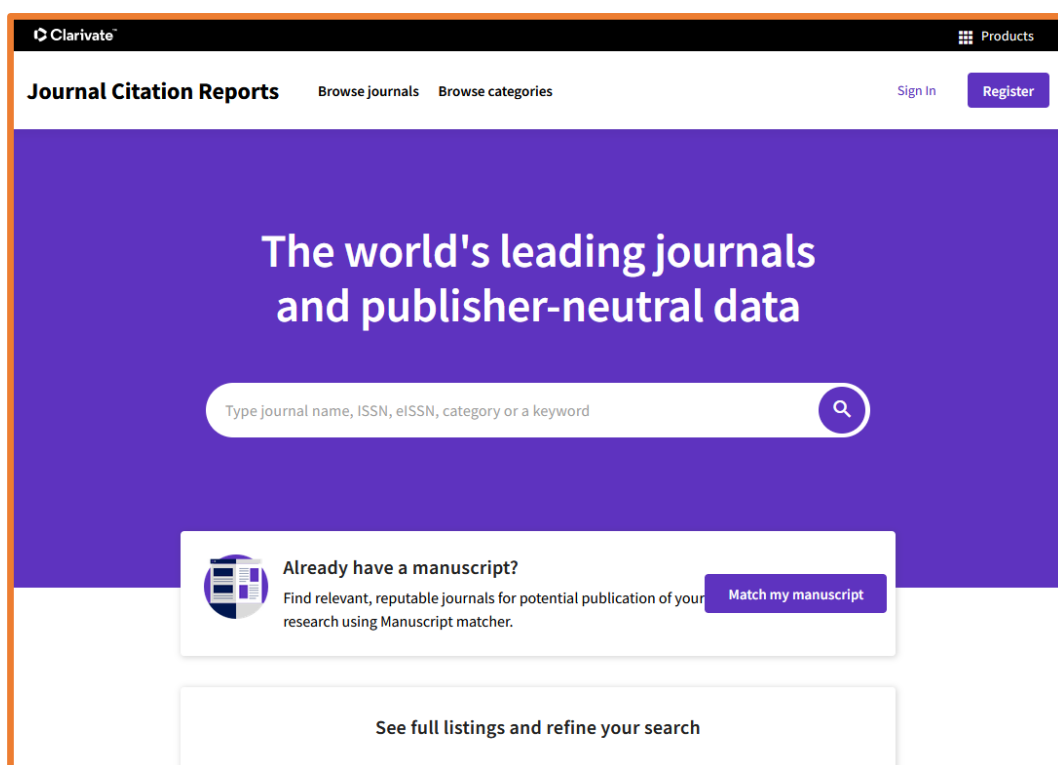 Clarivate™
Products
Journal Citation Reports
Browse journals
Browse categories
Sign In
Register
The world's leading journals
and publisher-neutral data
Type journal name, ISSN, eISSN, category or a keyword
Already have a manuscript?
Find relevant, reputable journals for potential publication of your
research using Manuscript matcher.
Match my manuscript
See full listings and refine your search